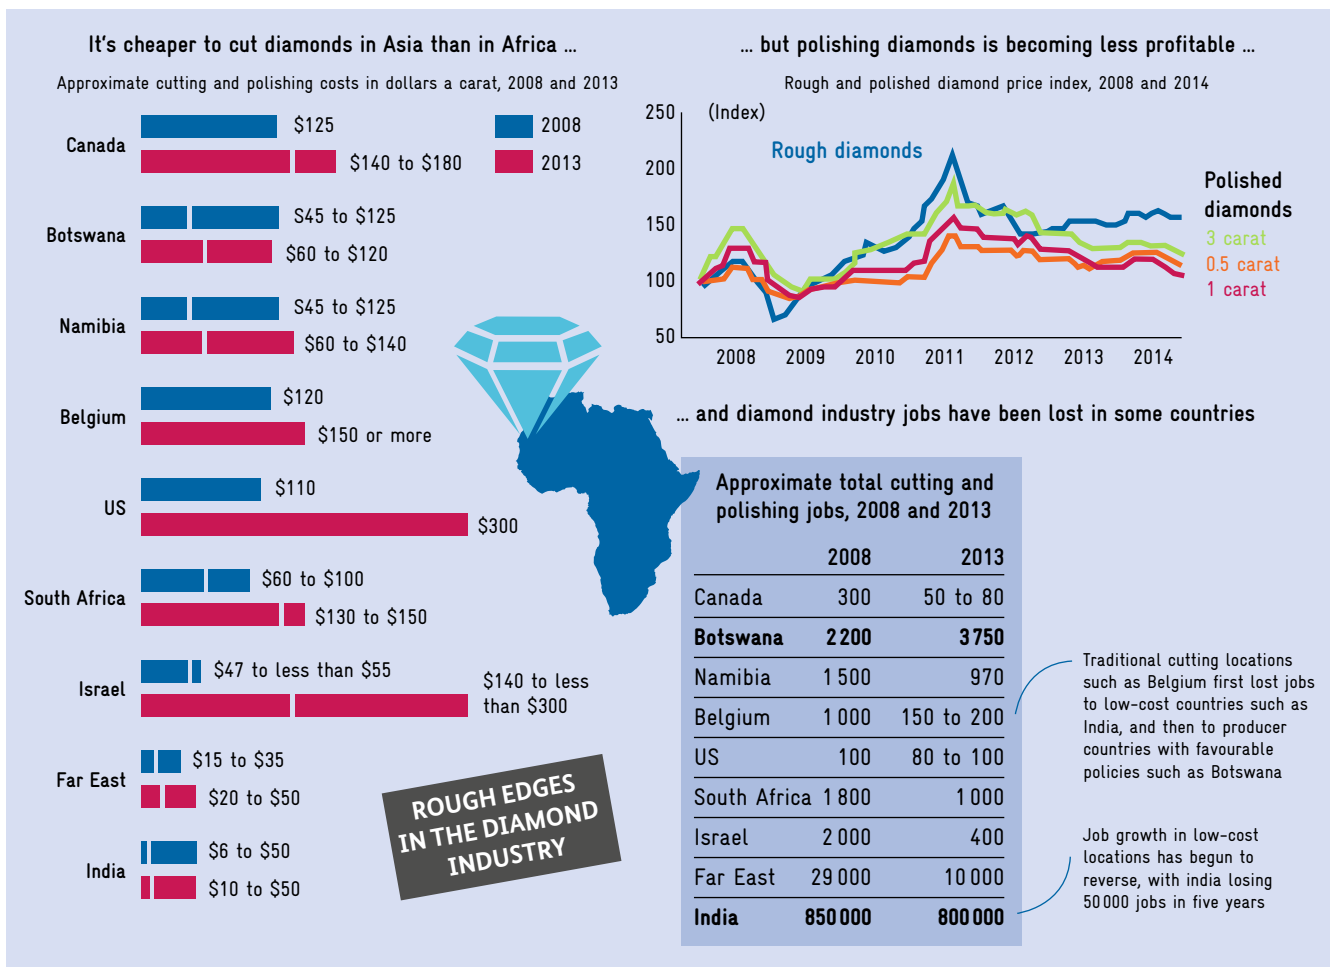 It's cheaper to cut diamonds in Asia than in Africa ...
Approximate cutting and polishing costs in dollars a carat, 2008 and 2013
2008
2013
Canada
$125
$140 to $180
Botswana
$45 to $125
$60 to $120
Namibia
$45 to $125
$60 to $140
Belgium
$120
$150 or more
US
$110
$300
South Africa
$60 to $100
$130 to $150
Israel
$47 to less than $55
$140 to less
than $300
Far East
$15 to $35
$20 to $50
India
$6 to $50
$10 to $50
ROUGH EDGES
IN THE DIAMOND
INDUSTRY
... but polishing diamonds is becoming less profitable ...
Rough and polished diamond price index, 2008 and 2014
250
(Index)
200
150
100
50
Rough diamonds
Polished
diamonds
3 carat
0.5 carat
1 carat
2008 2009 2010 2011 2012 2013 2014
... and diamond industry jobs have been lost in some countries
Approximate total cutting and
polishing jobs, 2008 and 2013
2008 2013
Canada 300 50 to 80
Botswana 2 200 3 750
Namibia 1 500 970
Belgium 1 000 150 to 200
US 100 80 to 100
South Africa 1 800 1 000
Israel 2 000 400
Far East 29 000 10 000
India 850 000 800 000
Traditional cutting locations
such as Belgium first lost jobs
to low-cost countries such as
India, and then to producer
countries with favourable
policies such as Botswana
Job growth in low-cost
locations has begun to
reverse, with india losing
50 000 jobs in five years